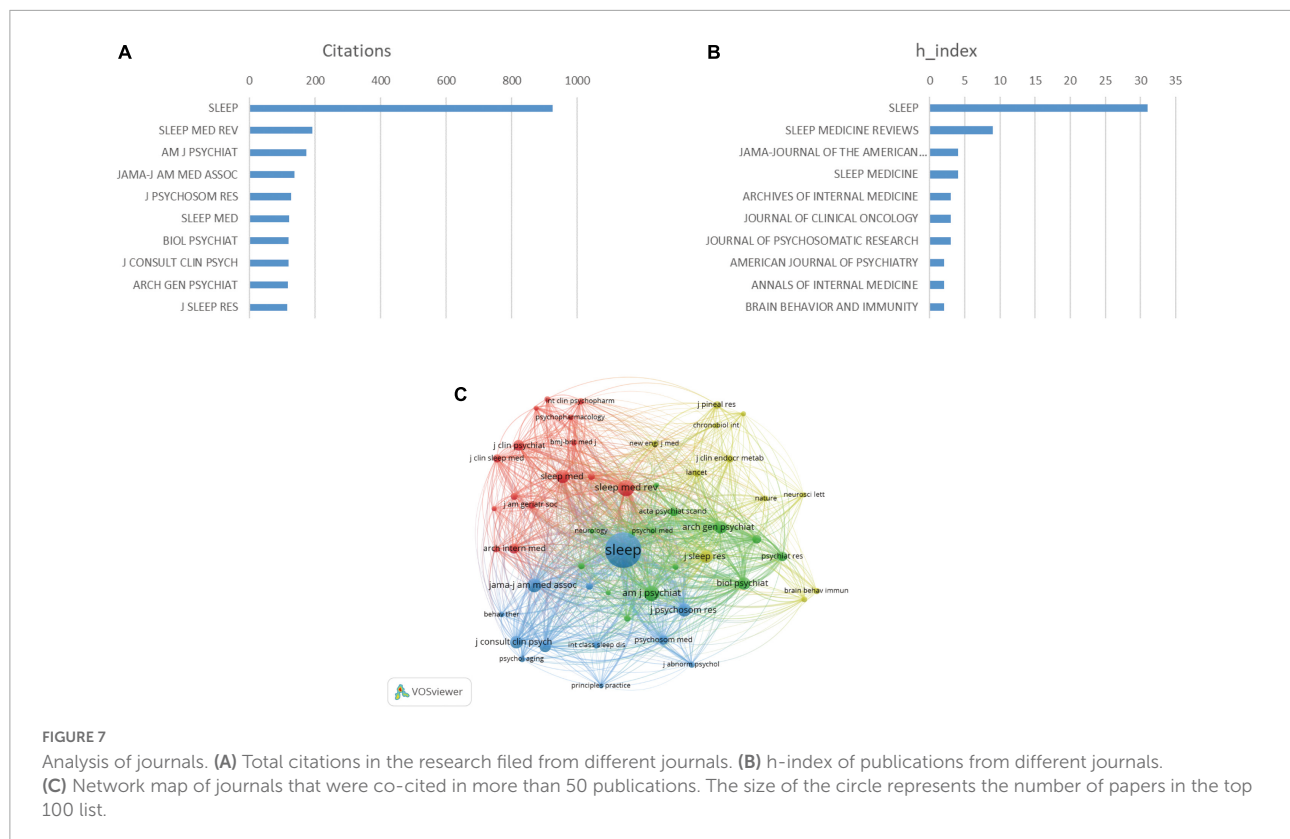 A
Citations
0 200 400 600 800 1000
SLEEP
SLEEP MED REV
AM J PSYCHIAT
JAMA-J AM MED ASSOC
J PSYCHOSOM RES
SLEEP MED
BIOL PSYCHIAT
J CONSULT CLIN PSYCH
ARCH GEN PSYCHIAT
J SLEEP RES
B
h_index
0 5 10 15 20 25 30 35
SLEEP
SLEEP MEDICINE REVIEWS
JAMA-JOURNAL OF THE AMERICAN...
SLEEP MEDICINE
ARCHIVES OF INTERNAL MEDICINE
JOURNAL OF CLINICAL ONCOLOGY
JOURNAL OF PSYCHOSOMATIC RESEARCH
AMERICAN JOURNAL OF PSYCHIATRY
ANNALS OF INTERNAL MEDICINE
BRAIN BEHAVIOR AND IMMUNITY
C
int clin psychopharm
j pineal res
psychopharmacology
chronobiol int
j clin psychiat
bmj-brit med j
new engl j med
j clin sleep med
j clin endocr metab
sleep med
lancet
sleep med rev
nature
neurosci lett
j am geriatr soc
acta psychiat scand
neurology
psychol med
arch gen psychiat
arch intern med
sleep
j sleep res
psychiat res
jama-j am med assoc
biol psychiat
am j psychiat
brain behav immun
behav ther
j psychosom res
j consult clin psych
int class sleep dis
psychosom med
psychol aging
j abnorm psychol
principles practice
VOSviewer
FIGURE 7
Analysis of journals. (A) Total citations in the research filed from different journals. (B) h-index of publications from different journals.
(C) Network map of journals that were co-cited in more than 50 publications. The size of the circle represents the number of papers in the top
100 list.